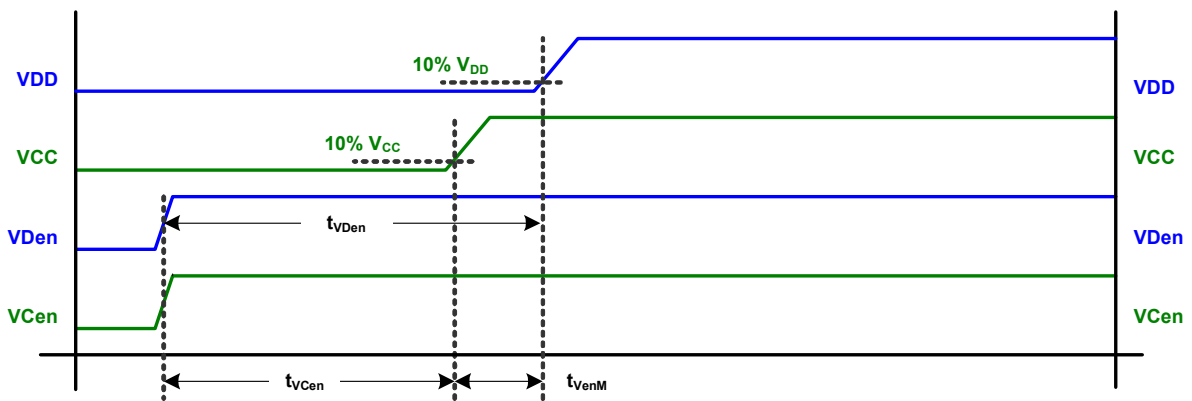 10% VDD
VDD
VDD
10% VCC
VCC
VCC
tVDen
VDen
VDen
VCen
VCen
tVCen
tVenM